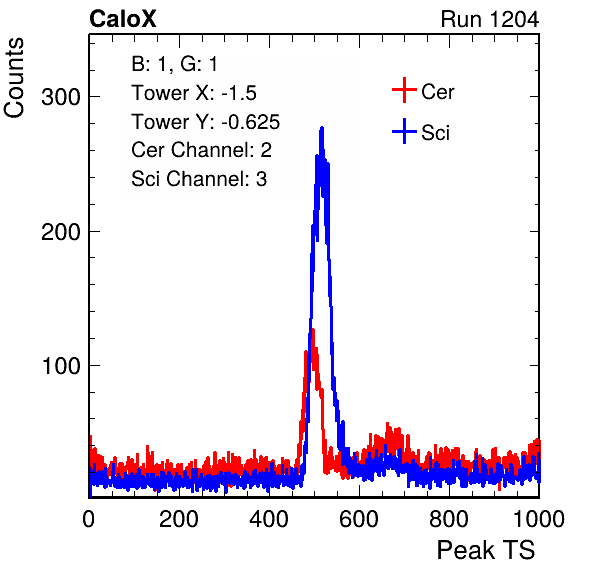 CaloX Run 1204
Counts
B: 1, G: 1
Tower X: -1.5
Tower Y: -0.625
Cer Channel: 2
Sci Channel: 3
Cer
Sci
300
200
100
0 200 400 600 800 1000
Peak TS